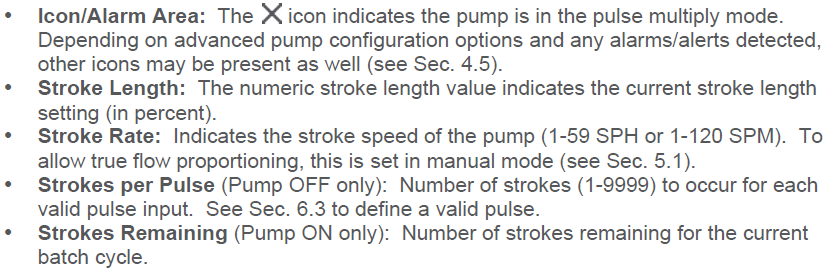 • Icon/Alarm Area: The X icon indicates the pump is in the pulse multiply mode.
Depending on advanced pump configuration options and any alarms/alerts detected,
other icons may be present as well (see Sec. 4.5).
• Stroke Length: The numeric stroke length value indicates the current stroke length
setting (in percent).
• Stroke Rate: Indicates the stroke speed of the pump (1-59 SPH or 1-120 SPM). To
allow true flow proportioning, this is set in manual mode (see Sec. 5.1).
• Strokes per Pulse (Pump OFF only): Number of strokes (1-9999) to occur for each
valid pulse input. See Sec. 6.3 to define a valid pulse.
• Strokes Remaining (Pump ON only): Number of strokes remaining for the current
batch cycle.